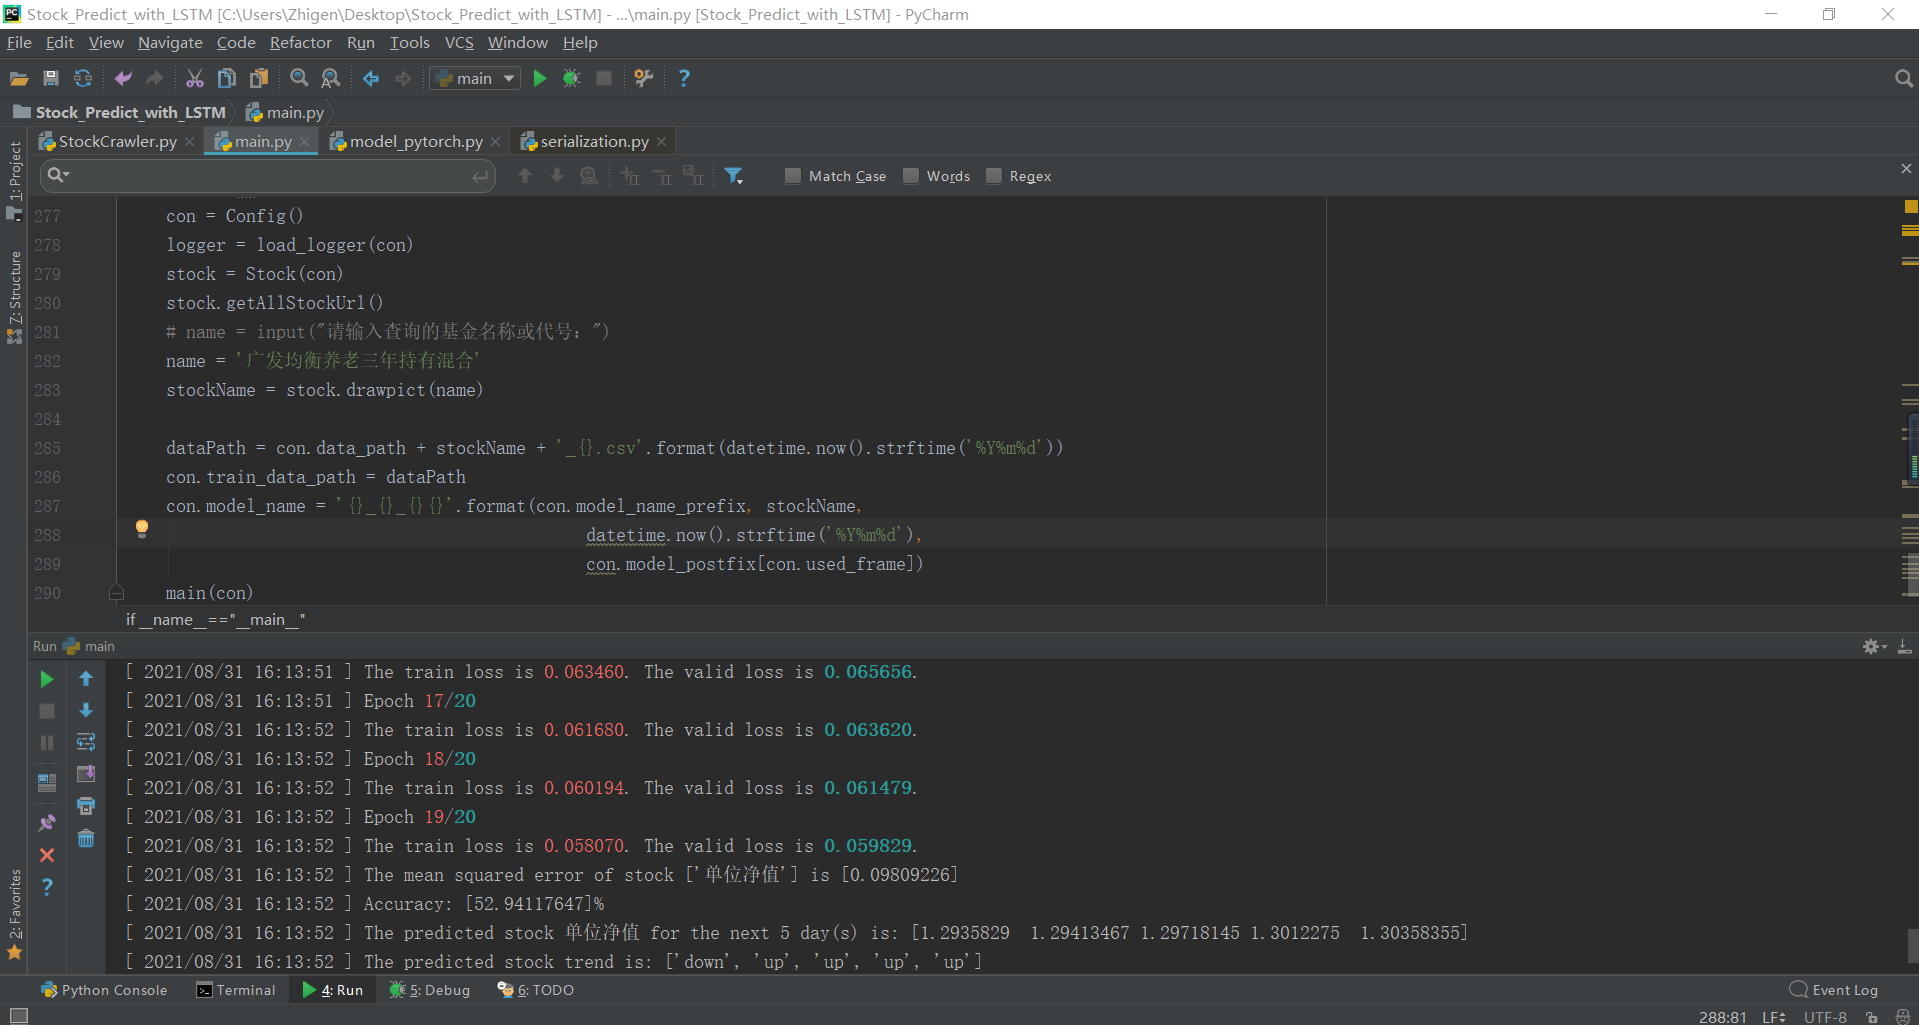 PC Stock_Predict_with_LSTM [C:\Users\Zhigen\Desktop\Stock_Predict_with_LSTM] - ...\main.py [Stock_Predict_with_LSTM] - PyCharm
File Edit View Navigate Code Refactor Run Tools VCS Window Help
main
Stock_Predict_with_LSTM main.py
StockCrawler.py main.py model_pytorch.py serialization.py
Match Case Words Regex
1: Project
7: Structure
2: Favorites
277 con = Config()
278 logger = load_logger(con)
279 stock = Stock(con)
280 stock.getAllStockUrl()
281 # name = input("请输入查询的基金名称或代号：")
282 name = '广发均衡养老三年持有混合'
283 stockName = stock.drawpict(name)
284
285 dataPath = con.data_path + stockName + '_{}.csv'.format(datetime.now().strftime('%Y%m%d'))
286 con.train_data_path = dataPath
287 con.model_name = '{}_{}_{}{}'.format(con.model_name_prefix, stockName,
288 datetime.now().strftime('%Y%m%d'),
289 con.model_postfix[con.used_frame])
290 main(con)
if __name__=="__main__"
Run main
[ 2021/08/31 16:13:51 ] The train loss is 0.063460. The valid loss is 0.065656.
[ 2021/08/31 16:13:51 ] Epoch 17/20
[ 2021/08/31 16:13:52 ] The train loss is 0.061680. The valid loss is 0.063620.
[ 2021/08/31 16:13:52 ] Epoch 18/20
[ 2021/08/31 16:13:52 ] The train loss is 0.060194. The valid loss is 0.061479.
[ 2021/08/31 16:13:52 ] Epoch 19/20
[ 2021/08/31 16:13:52 ] The train loss is 0.058070. The valid loss is 0.059829.
[ 2021/08/31 16:13:52 ] The mean squared error of stock ['单位净值'] is [0.09809226]
[ 2021/08/31 16:13:52 ] Accuracy: [52.94117647]%
[ 2021/08/31 16:13:52 ] The predicted stock 单位净值 for the next 5 day(s) is: [1.2935829 1.29413467 1.29718145 1.3012275 1.30358355]
[ 2021/08/31 16:13:52 ] The predicted stock trend is: ['down', 'up', 'up', 'up', 'up']
Python Console Terminal 4: Run 5: Debug 6: TODO Event Log
288:81 LF UTF-8